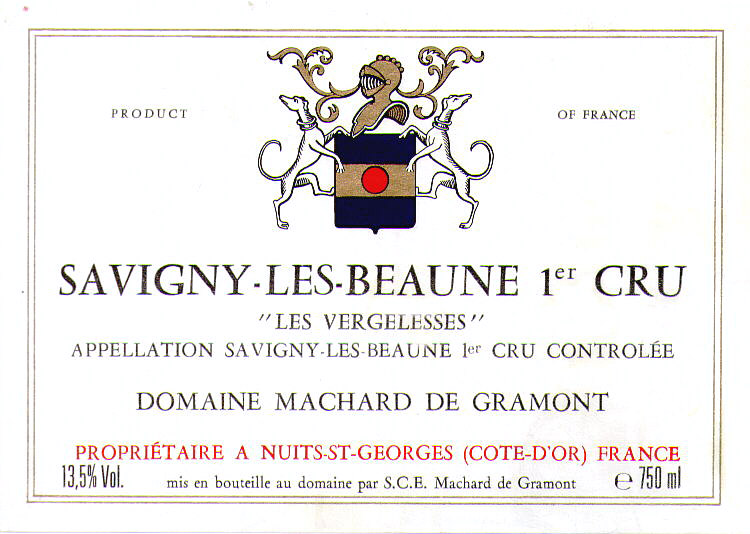 PRODUCT OF FRANCE
SAVIGNY-LES-BEAUNE 1er CRU
"LES VERGELESSES"
APPELLATION SAVIGNY-LES-BEAUNE 1er CRU CONTROLÉE
DOMAINE MACHARD DE GRAMONT
PROPRIÉTAIRE A NUITS-ST-GEORGES (COTE-D'OR) FRANCE
13,5% Vol. mis en bouteille au domaine par S.C.E. Machard de Gramont e 750 ml